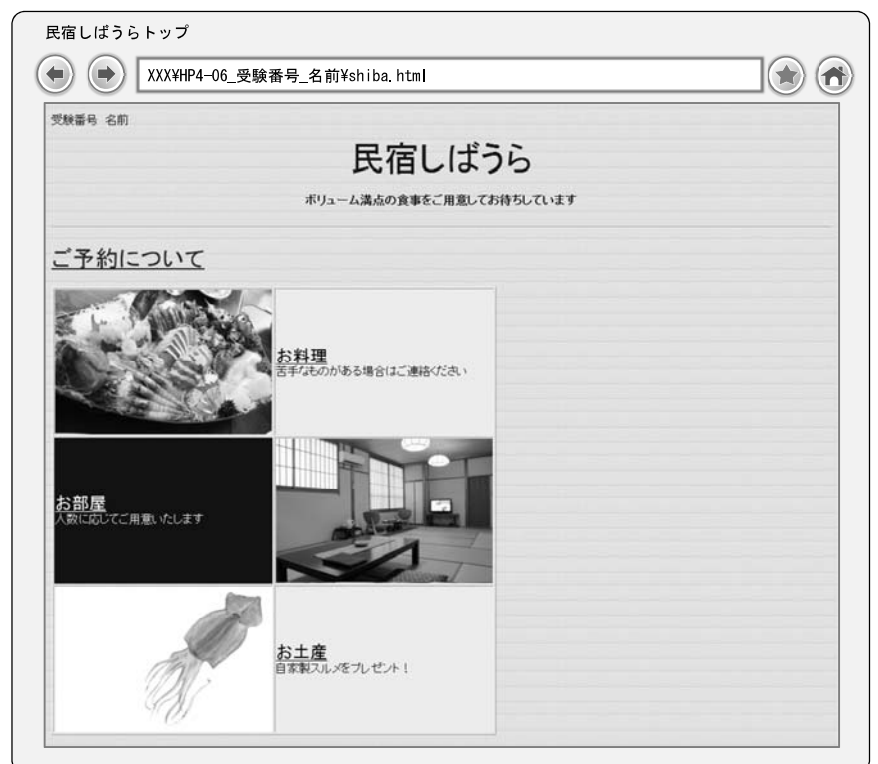 民宿しばうらトップ
XXX¥HP4-06_受験番号_名前¥shiba.html
受験番号 名前
民宿しばうら
ボリューム満点の食事をご用意してお待ちしています
ご予約について
お料理
苦手なものがある場合はご連絡ください
お部屋
人数に応じてご用意いたします
お土産
自家製スルメをプレゼント！